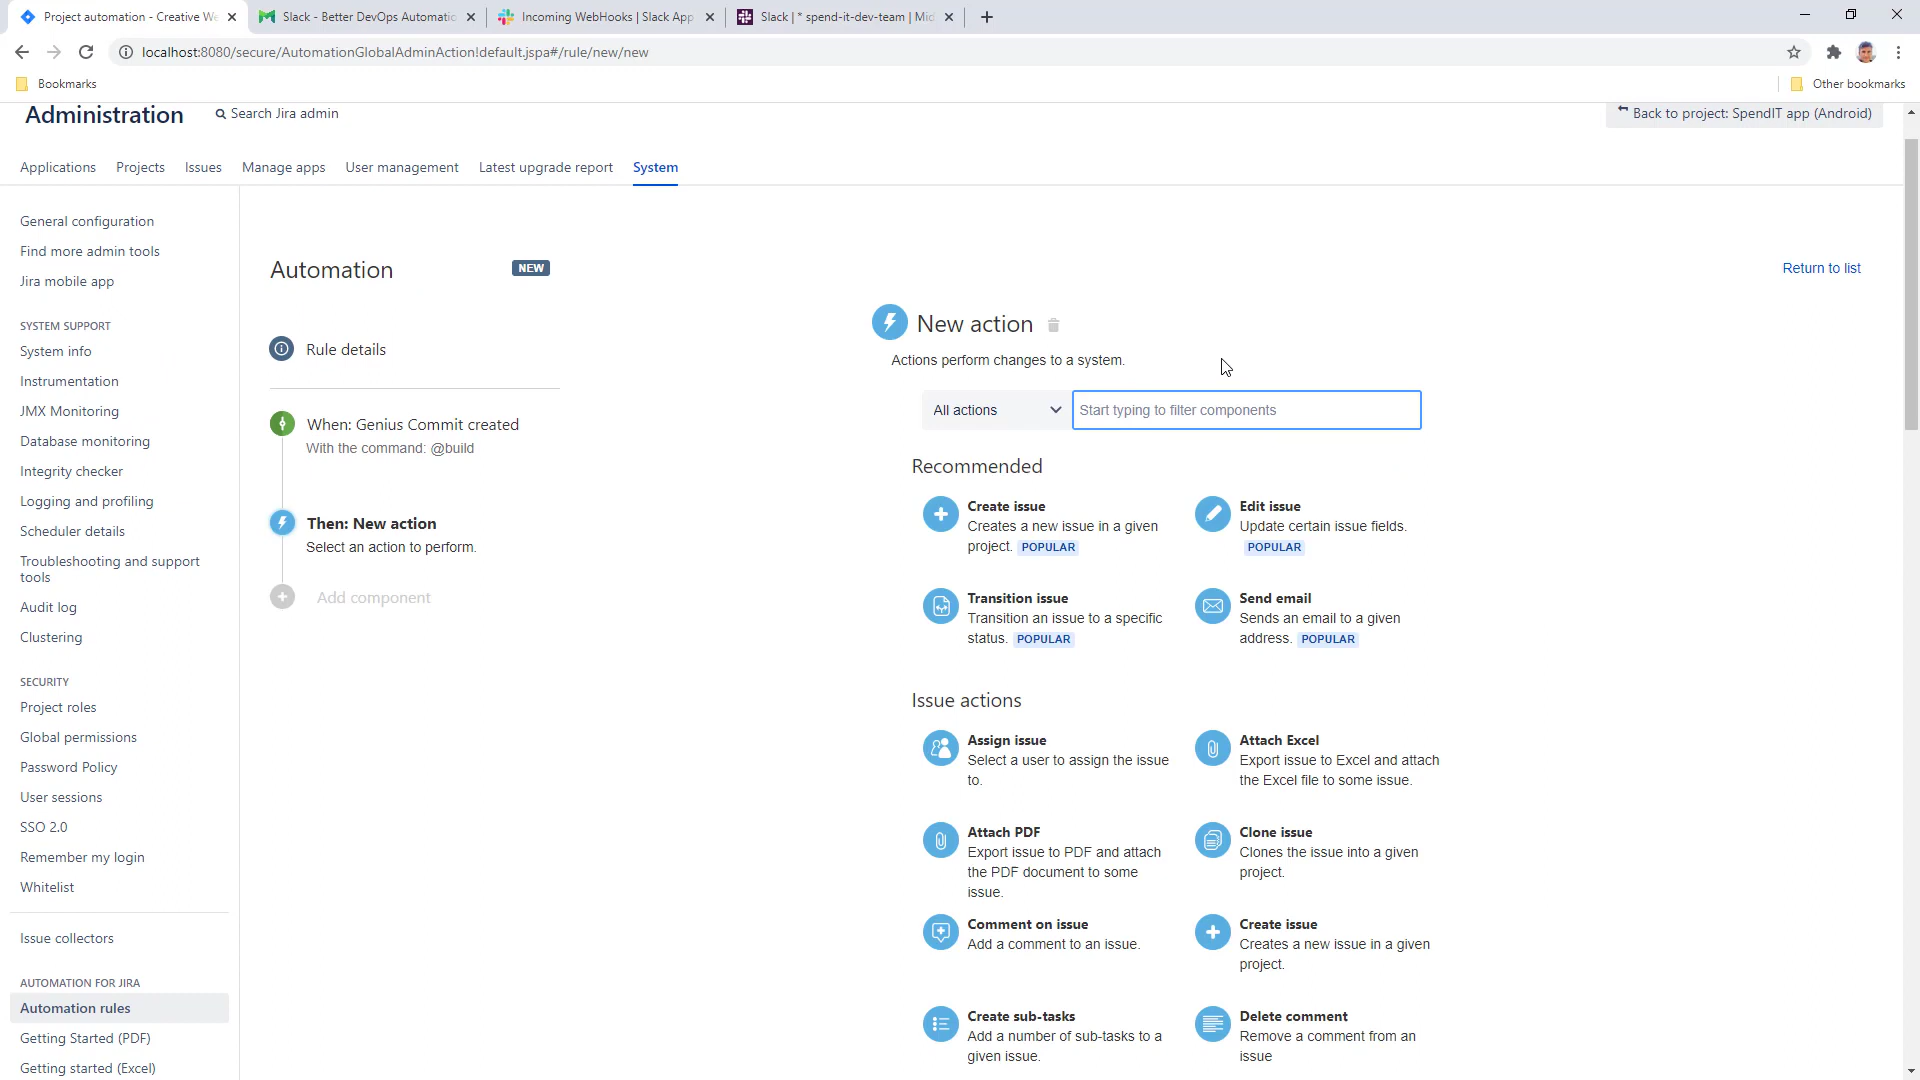 Project automation - Creative We
Slack - Better DevOps Automatio
Incoming WebHooks | Slack App
Slack | * spend-it-dev-team | Mid
localhost:8080/secure/AutomationGlobalAdminAction!default.jspa#/rule/new/new
Bookmarks
Other bookmarks
Administration
Search Jira admin
Back to project: SpendIT app (Android)
Applications
Projects
Issues
Manage apps
User management
Latest upgrade report
System
General configuration
Find more admin tools
Jira mobile app
SYSTEM SUPPORT
System info
Instrumentation
JMX Monitoring
Database monitoring
Integrity checker
Logging and profiling
Scheduler details
Troubleshooting and support
tools
Audit log
Clustering
SECURITY
Project roles
Global permissions
Password Policy
User sessions
SSO 2.0
Remember my login
Whitelist
Issue collectors
AUTOMATION FOR JIRA
Automation rules
Getting Started (PDF)
Getting started (Excel)
Automation
NEW
Return to list
Rule details
When: Genius Commit created
With the command: @build
Then: New action
Select an action to perform.
Add component
New action
Actions perform changes to a system.
All actions
Start typing to filter components
Recommended
Create issue
Creates a new issue in a given
project. POPULAR
Edit issue
Update certain issue fields.
POPULAR
Transition issue
Transition an issue to a specific
status. POPULAR
Send email
Sends an email to a given
address. POPULAR
Issue actions
Assign issue
Select a user to assign the issue
to.
Attach Excel
Export issue to Excel and attach
the Excel file to some issue.
Attach PDF
Export issue to PDF and attach
the PDF document to some
issue.
Clone issue
Clones the issue into a given
project.
Comment on issue
Add a comment to an issue.
Create issue
Creates a new issue in a given
project.
Create sub-tasks
Add a number of sub-tasks to a
given issue.
Delete comment
Remove a comment from an
issue